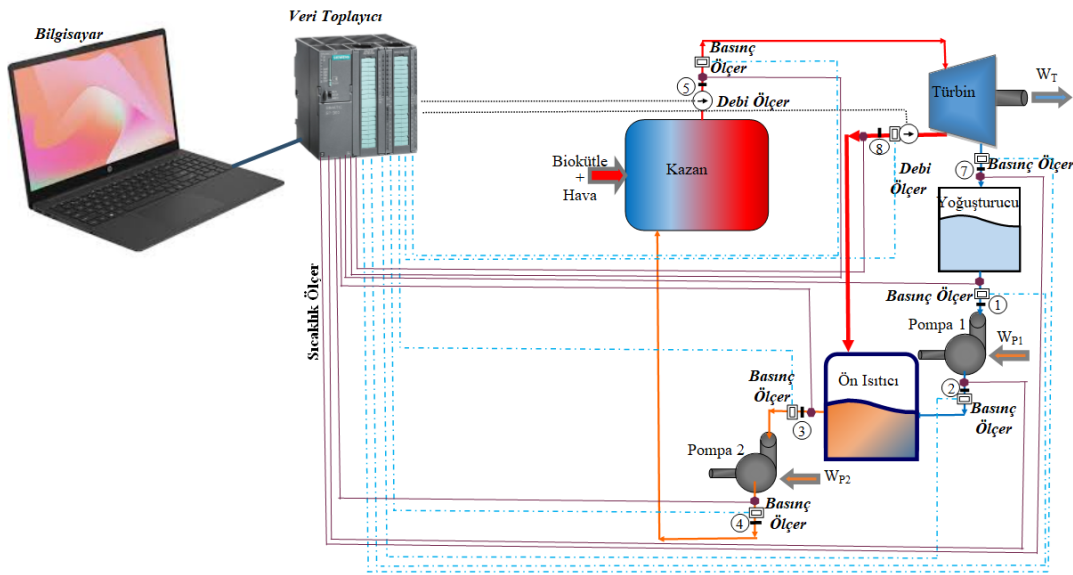 Veri Toplayıcı
Bilgisayar
SIEMENS
Basınç
Ölçer
5
Debi Ölçer
Türbin
W_T
Biokütle
+
Hava
Kazan
8
Debi
Ölçer
Basınç Ölçer
7
Yoğuşturucu
Sıcaklık Ölçer
Basınç Ölçer
1
Pompa 1
W_P1
Ön Isıtıcı
2
Basınç
Ölçer
Basınç
Ölçer
3
Pompa 2
W_P2
Basınç
Ölçer
4